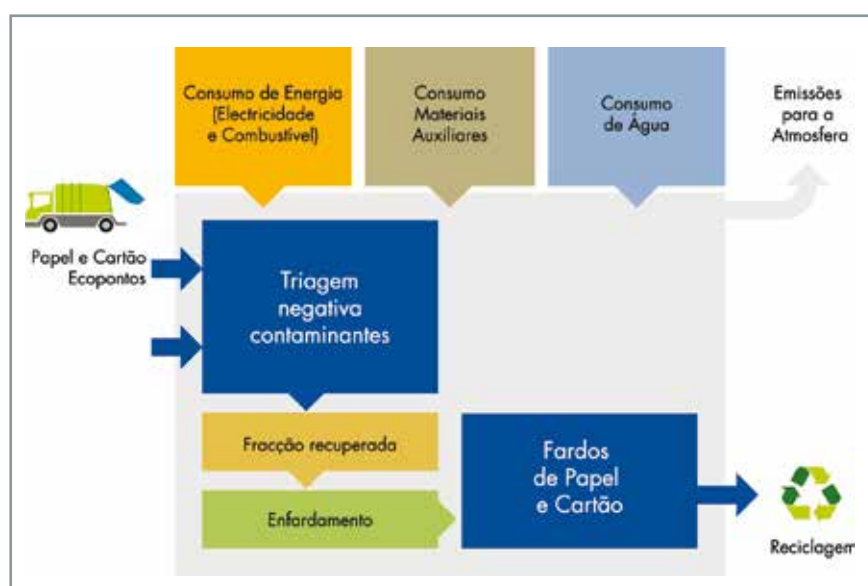 Consumo de Energia
(Electricidade
e Combustível)
Consumo
Materiais
Auxiliares
Consumo
de Água
Emissões
para a
Atmosfera
Papel e Cartão
Ecopontos
Triagem
negativa
contaminantes
Fracção recuperada
Enfardamento
Fardos
de Papel
e Cartão
Reciclagem